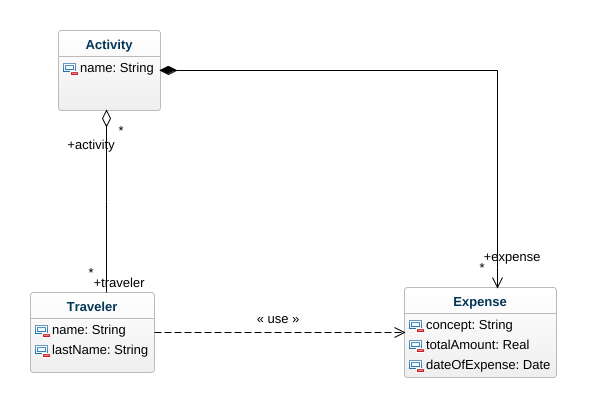 Activity
name: String
*
+activity
+expense
*
*
+traveler
Traveler
name: String
lastName: String
« use »
Expense
concept: String
totalAmount: Real
dateOfExpense: Date